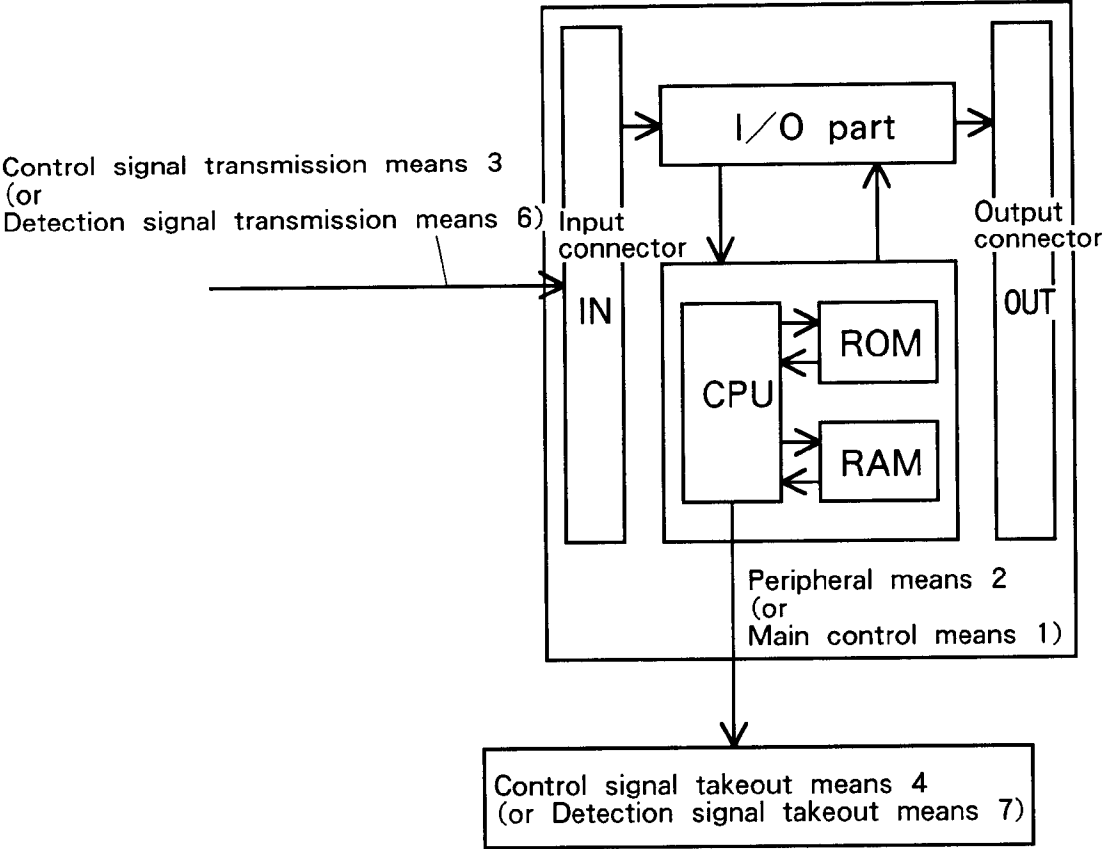 I/O part
Control signal transmission means 3
(or
Detection signal transmission means 6)
Input
connector
IN
Output
connector
OUT
CPU
ROM
RAM
Peripheral means 2
(or
Main control means 1)
Control signal takeout means 4
(or Detection signal takeout means 7)